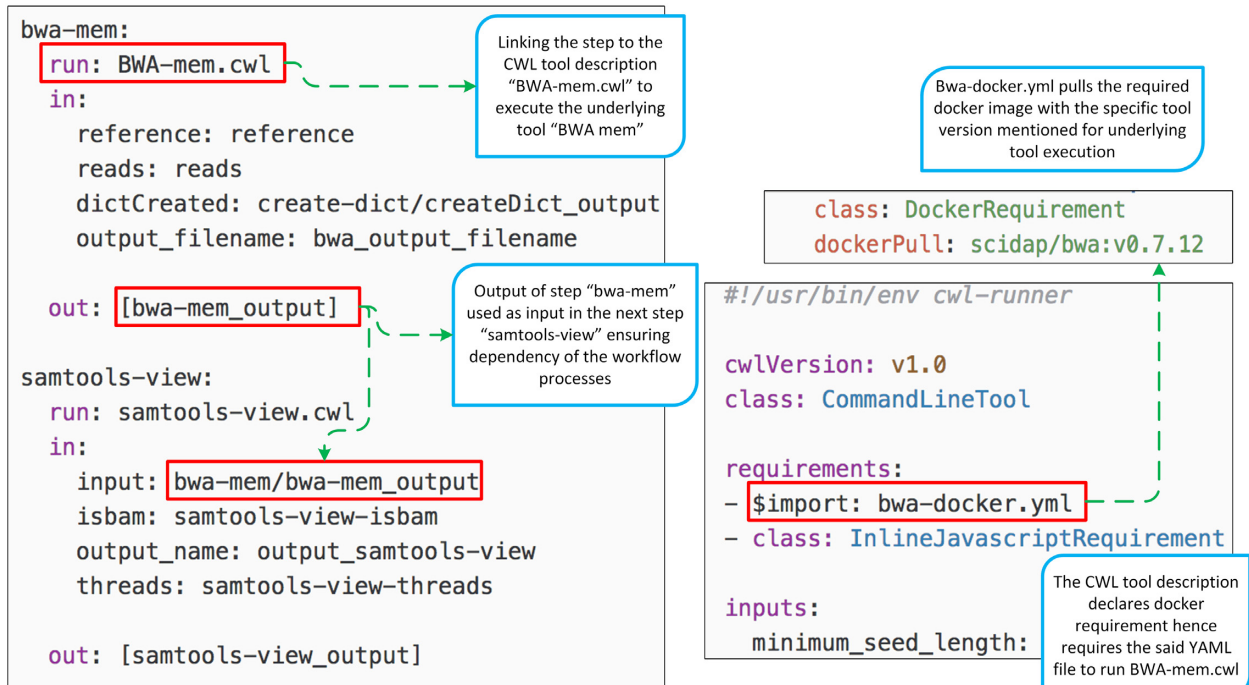 bwa-mem:
run: BWA-mem.cwl
in:
reference: reference
reads: reads
dictCreated: create-dict/createDict_output
output_filename: bwa_output_filename
out: [bwa-mem_output]
samtools-view:
run: samtools-view.cwl
in:
input: bwa-mem/bwa-mem_output
isbam: samtools-view-isbam
output_name: output_samtools-view
threads: samtools-view-threads
out: [samtools-view_output]
Linking the step to the
CWL tool description
“BWA-mem.cwl” to
execute the underlying
tool “BWA mem”
Output of step “bwa-mem”
used as input in the next step
“samtools-view” ensuring
dependency of the workflow
processes
Bwa-docker.yml pulls the required
docker image with the specific tool
version mentioned for underlying
tool execution
class: DockerRequirement
dockerPull: scidap/bwa:v0.7.12
#!/usr/bin/env cwl-runner
cwlVersion: v1.0
class: CommandLineTool
requirements:
- $import: bwa-docker.yml
- class: InlineJavascriptRequirement
inputs:
minimum_seed_length:
The CWL tool description
declares docker
requirement hence
requires the said YAML
file to run BWA-mem.cwl